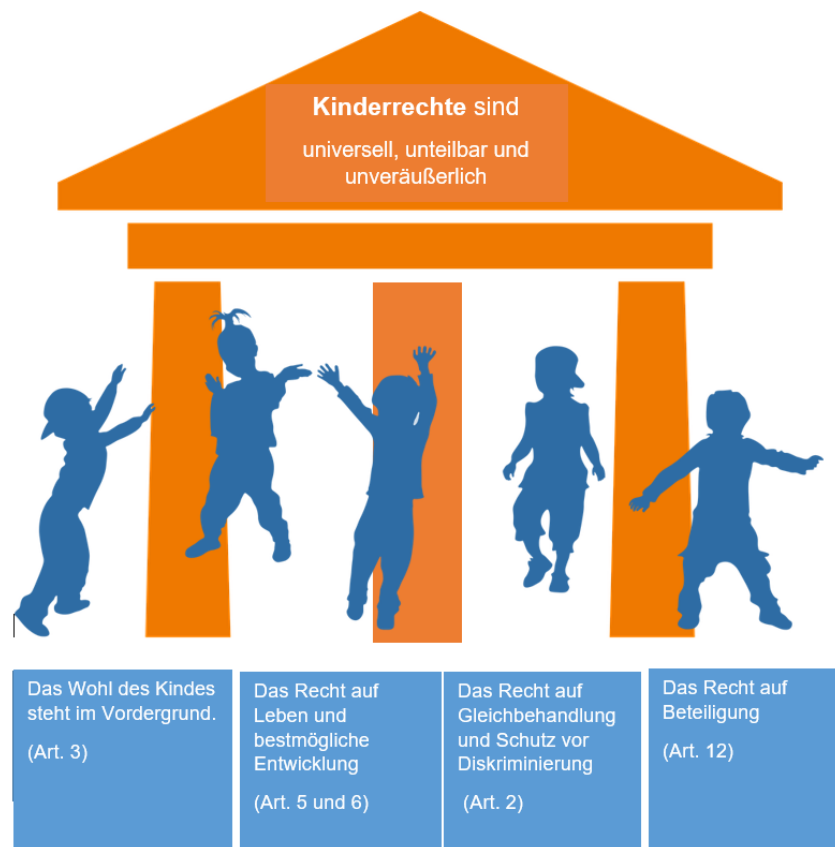 Kinderrechte sind
universell, unteilbar und
unveräußerlich
Das Wohl des Kindes
steht im Vordergrund.
(Art. 3)
Das Recht auf
Leben und
bestmögliche
Entwicklung
(Art. 5 und 6)
Das Recht auf
Gleichbehandlung
und Schutz vor
Diskriminierung
(Art. 2)
Das Recht auf
Beteiligung
(Art. 12)